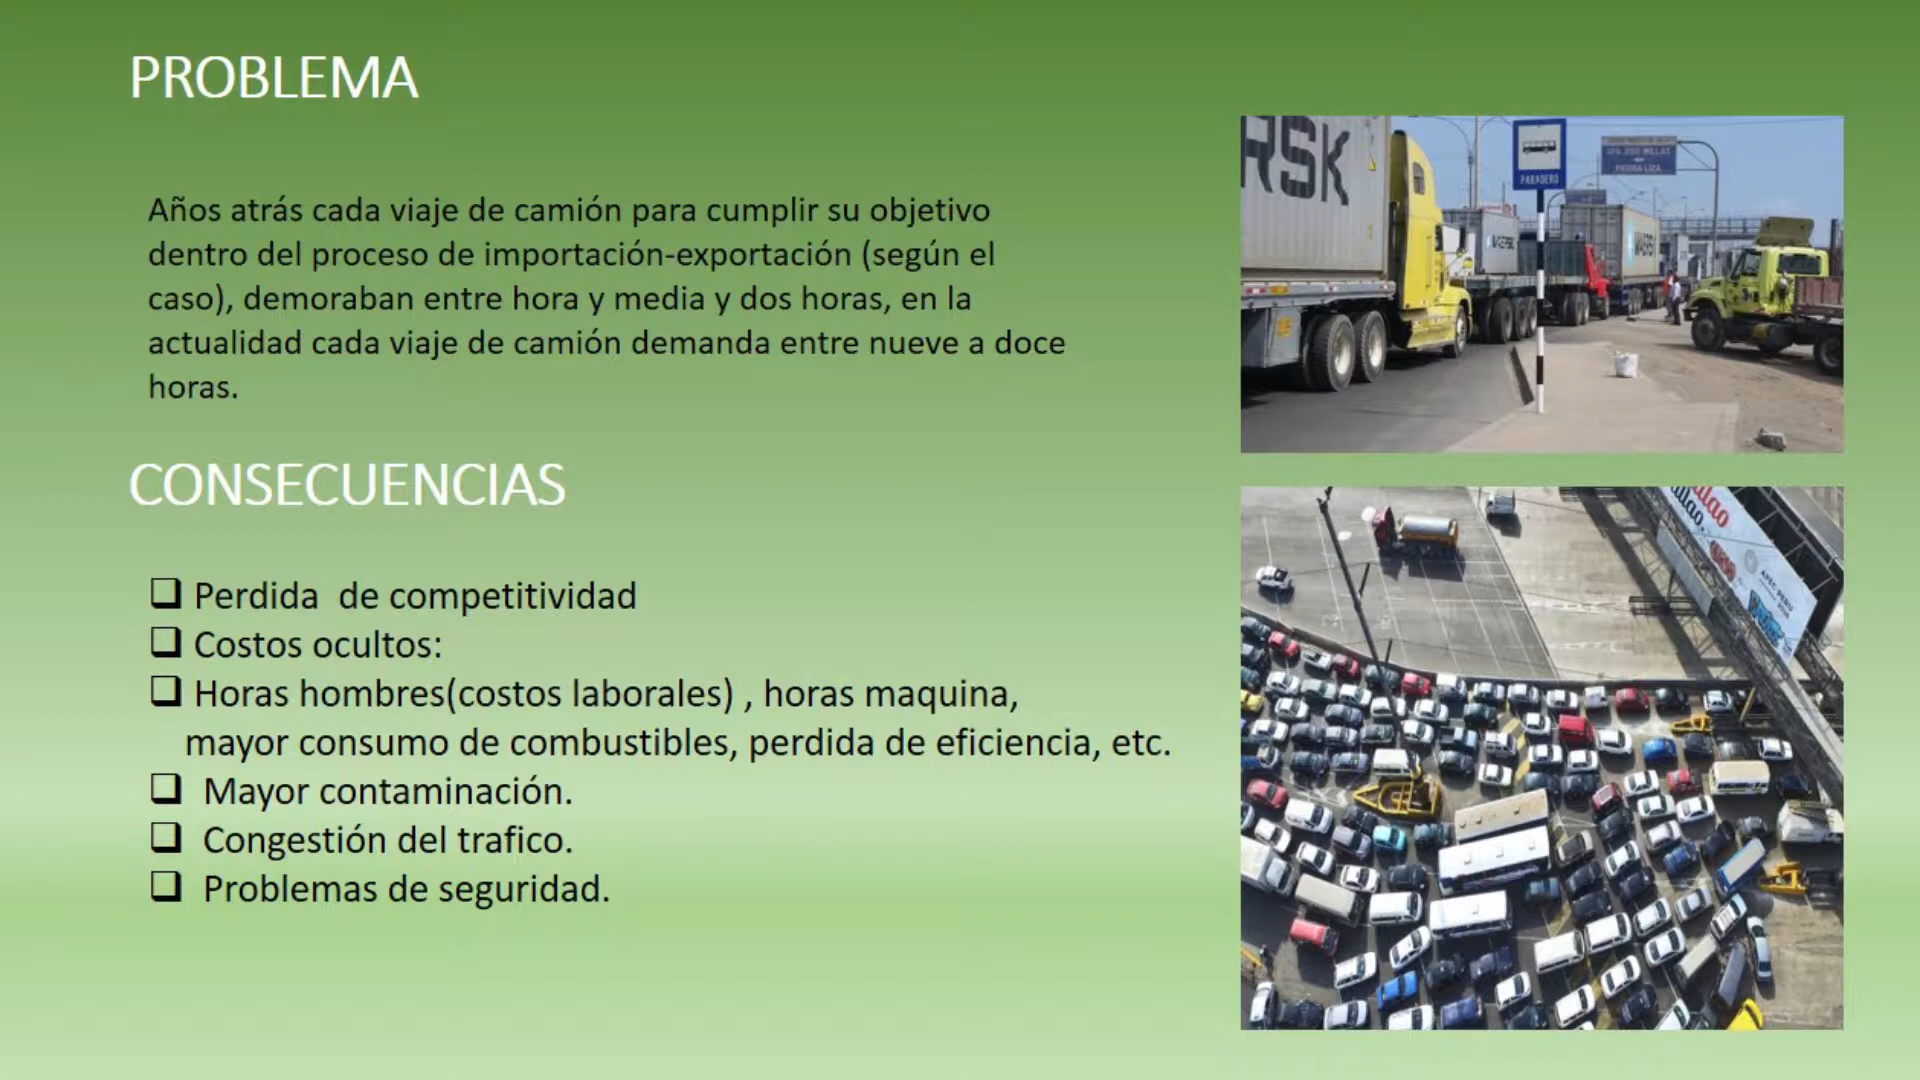 PROBLEMA
Años atrás cada viaje de camión para cumplir su objetivo
dentro del proceso de importación-exportación (según el
caso), demoraban entre hora y media y dos horas, en la
actualidad cada viaje de camión demanda entre nueve a doce
horas.
CONSECUENCIAS
Perdida de competitividad
Costos ocultos:
Horas hombres(costos laborales) , horas maquina,
mayor consumo de combustibles, perdida de eficiencia, etc.
Mayor contaminación.
Congestión del trafico.
Problemas de seguridad.
RSK
PARADERO
MAERSK
MAERSK